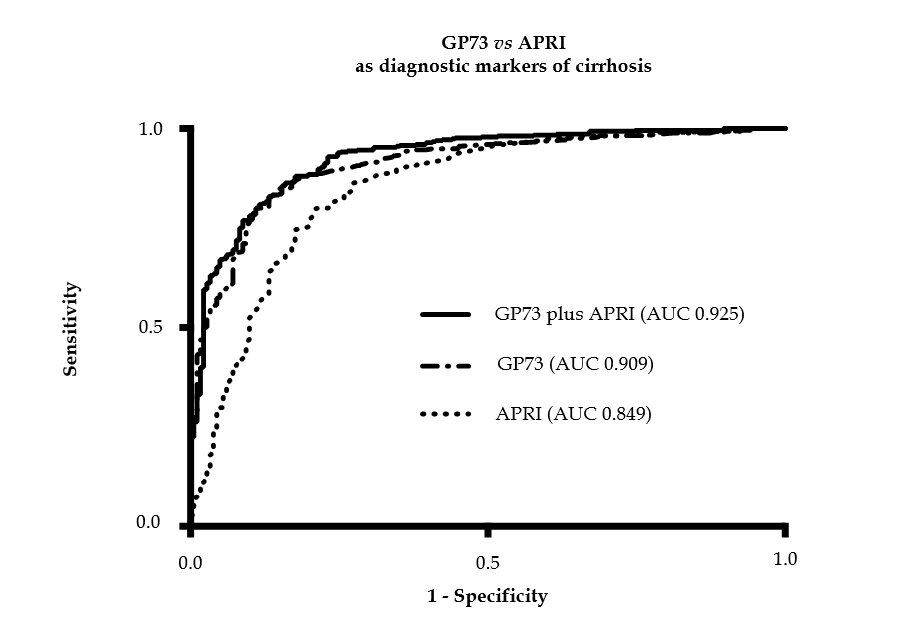 GP73 vs APRI
as diagnostic markers of cirrhosis
1.0
Sensitivity
0.5
GP73 plus APRI (AUC 0.925)
GP73 (AUC 0.909)
APRI (AUC 0.849)
0.0
0.0
0.5
1.0
1 - Specificity